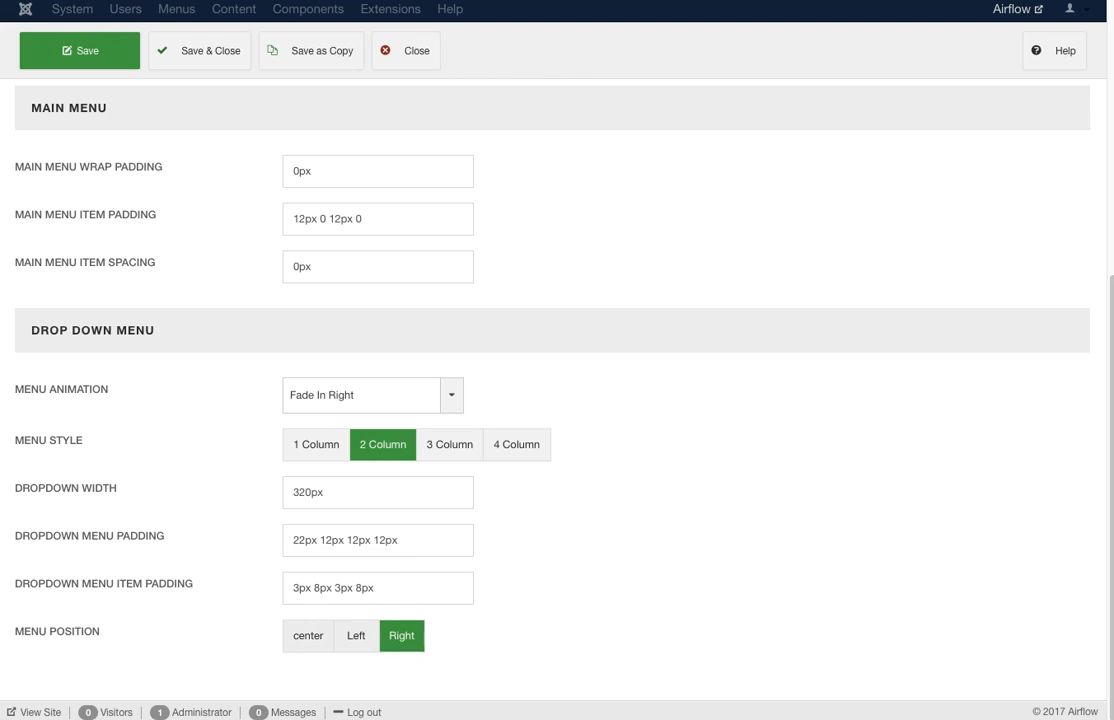 System Users Menus Content Components Extensions Help Airflow
Save Save & Close Save as Copy Close Help
MAIN MENU
MAIN MENU WRAP PADDING 0px
MAIN MENU ITEM PADDING 12px 0 12px 0
MAIN MENU ITEM SPACING 0px
DROP DOWN MENU
MENU ANIMATION Fade In Right
MENU STYLE 1 Column 2 Column 3 Column 4 Column
DROPDOWN WIDTH 320px
DROPDOWN MENU PADDING 22px 12px 12px 12px
DROPDOWN MENU ITEM PADDING 3px 8px 3px 8px
MENU POSITION center Left Right
View Site 0 Visitors 1 Administrator 0 Messages Log out © 2017 Airflow